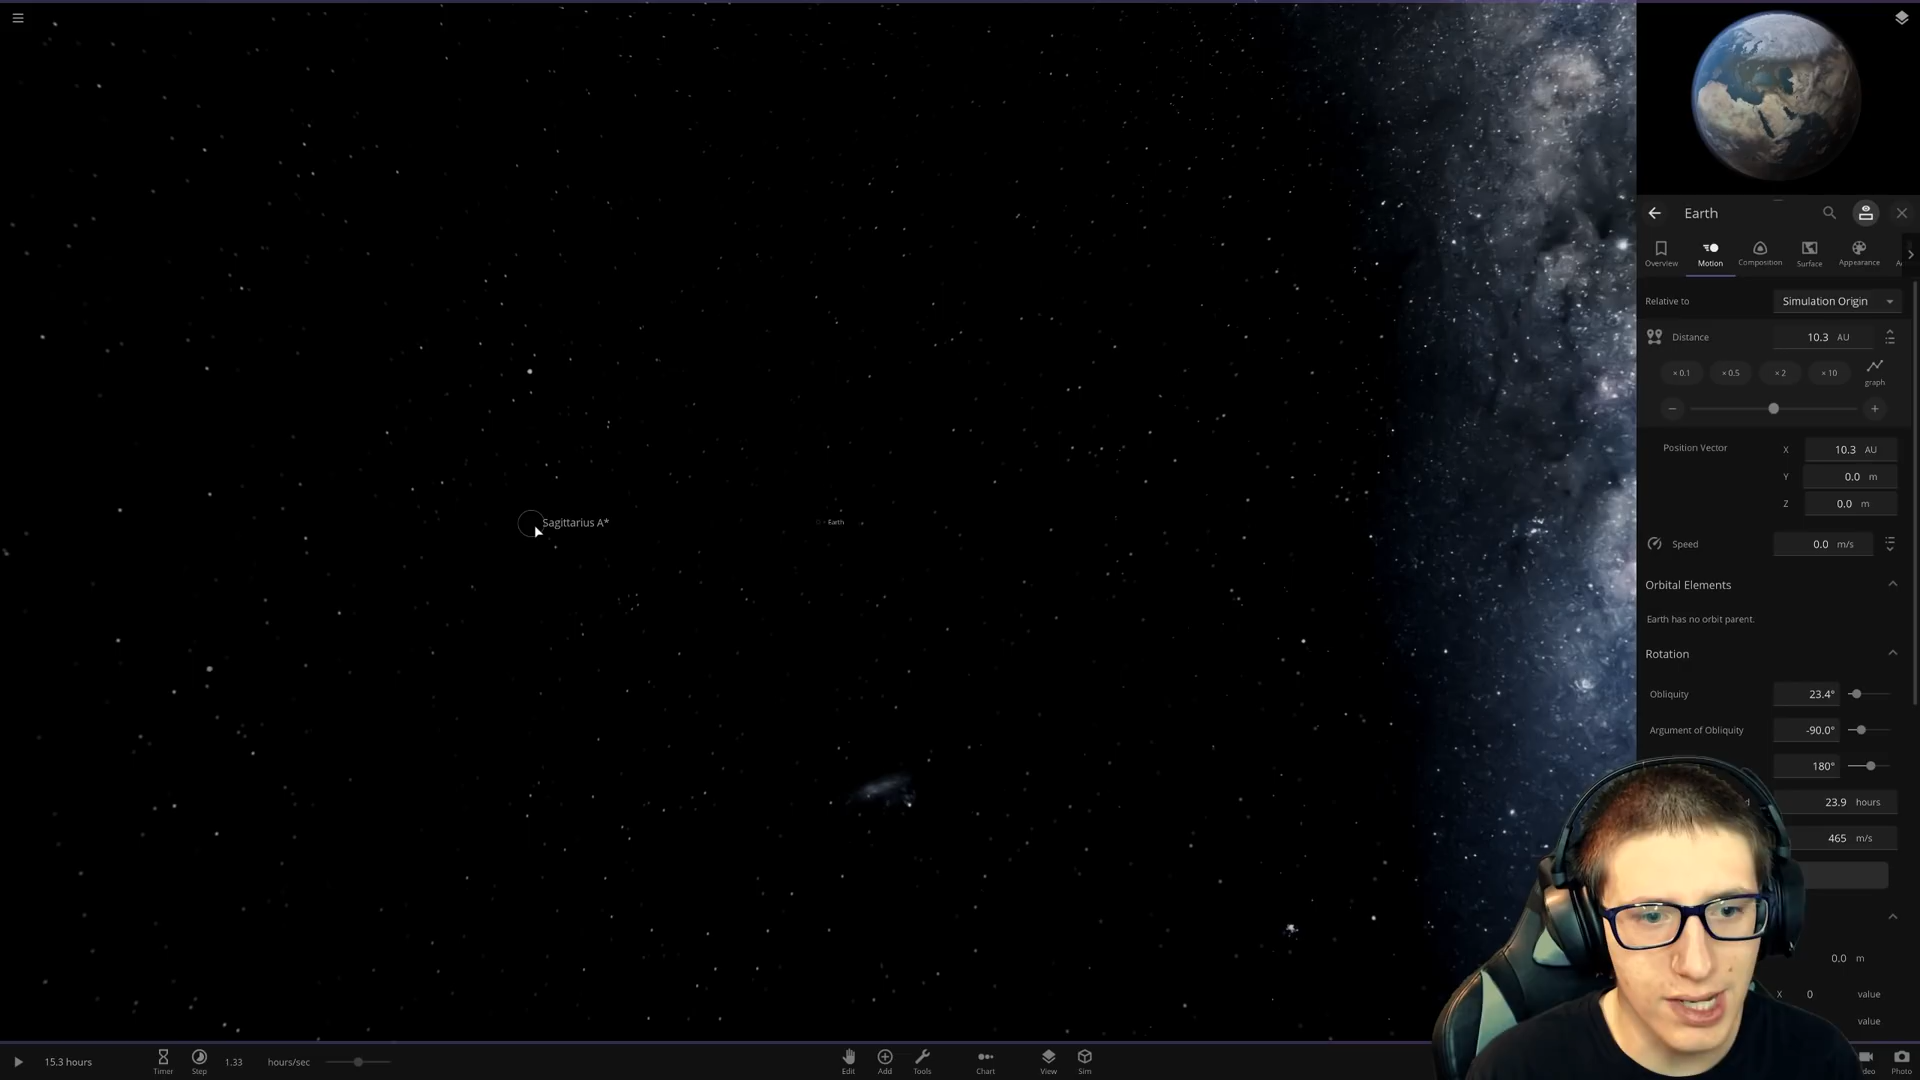 Earth
Overview
Motion
Composition
Surface
Appearance
Relative to
Simulation Origin
Distance
10.3 AU
× 0.1
× 0.5
× 2
× 10
graph
Position Vector
X 10.3 AU
Y 0.0 m
Z 0.0 m
Sagittarius A*
Earth
Speed 0.0 m/s
Orbital Elements
Earth has no orbit parent.
Rotation
Obliquity 23.4°
Argument of Obliquity -90.0°
180°
23.9 hours
465 m/s
0.0 m
X 0 value
value
15.3 hours
Timer
Step
1.33 hours/sec
Edit
Add
Tools
Chart
View
Sim
Photo